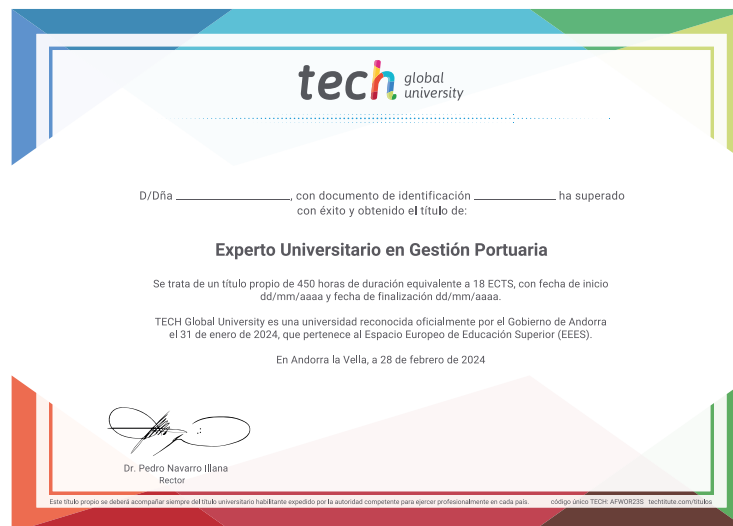 tech global
university
D/Dña ____________, con documento de identificación ____________ ha superado
con éxito y obtenido el título de:
Experto Universitario en Gestión Portuaria
Se trata de un título propio de 450 horas de duración equivalente a 18 ECTS, con fecha de inicio
dd/mm/aaaa y fecha de finalización dd/mm/aaaa.
TECH Global University es una universidad reconocida oficialmente por el Gobierno de Andorra
el 31 de enero de 2024, que pertenece al Espacio Europeo de Educación Superior (EEES).
En Andorra la Vella, a 28 de febrero de 2024
Dr. Pedro Navarro Illana
Rector
Este título propio se deberá acompañar siempre del título universitario habilitante expedido por la autoridad competente para ejercer profesionalmente en cada país. código único TECH: AFWOR23S techtitute.com/titulos